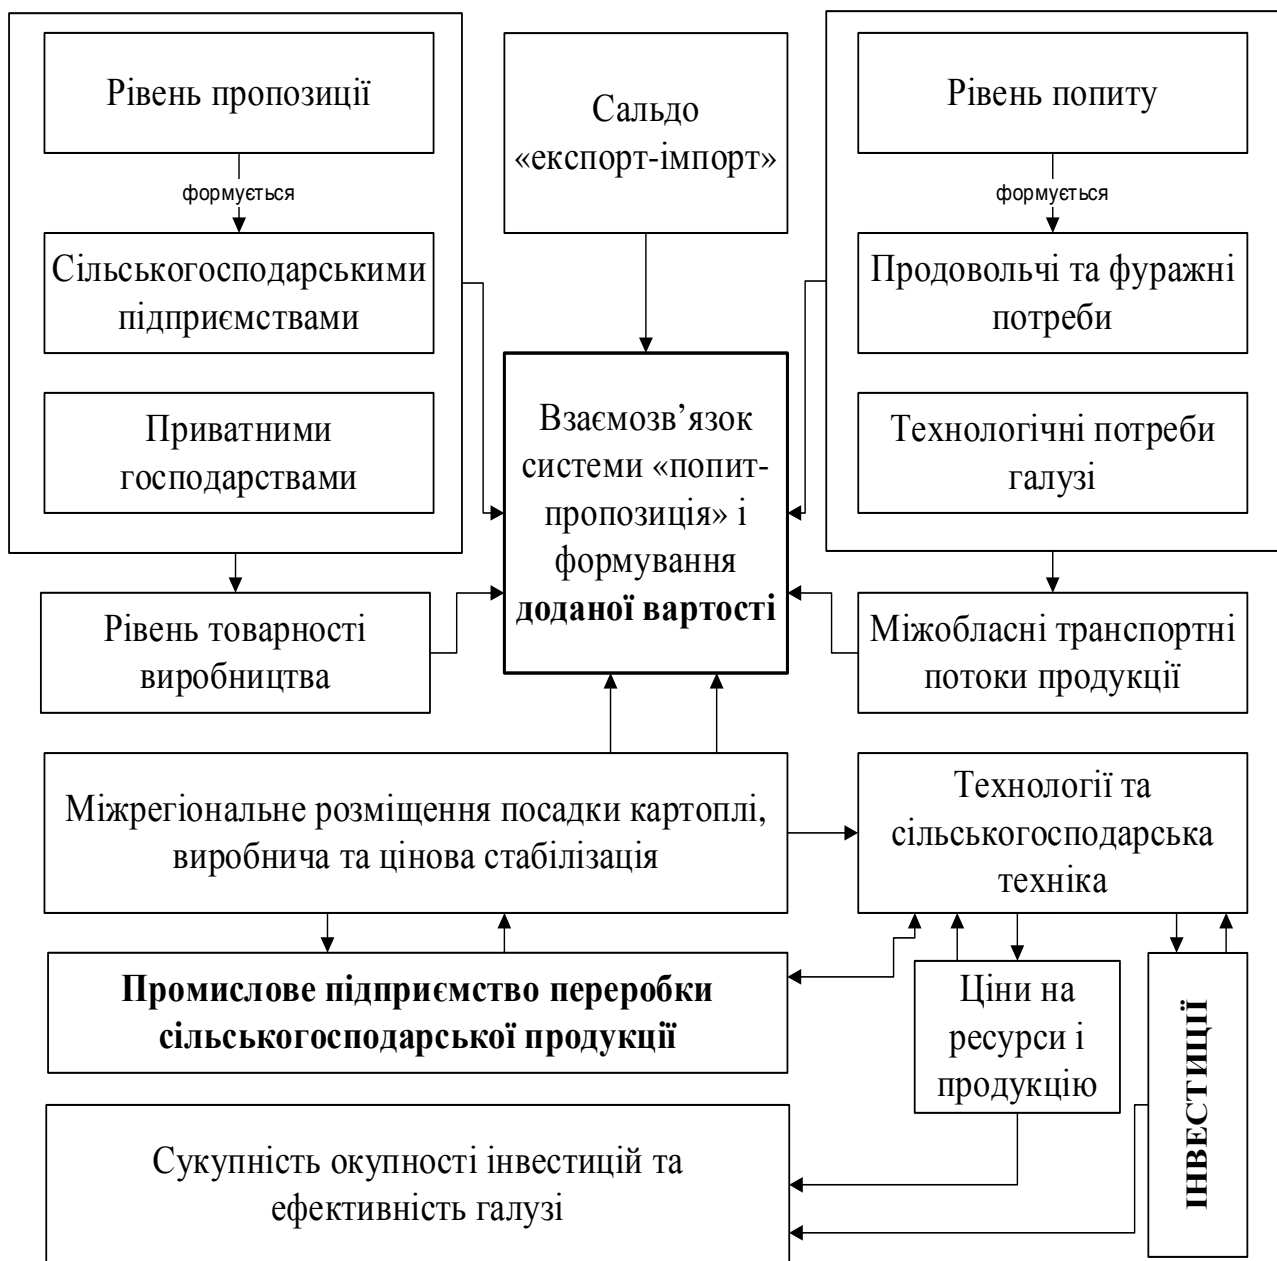 Рівень пропозиції
формується
Сільськогосподарськими
підприємствами
Приватними
господарствами
Рівень товарності
виробництва
Сальдо
«експорт-імпорт»
Взаємозв’язок
системи «попит-
пропозиція» і
формування
доданої вартості
Рівень попиту
формується
Продовольчі та фуражні
потреби
Технологічні потреби
галузі
Міжобласні транспортні
потоки продукції
Міжрегіональне розміщення посадки картоплі,
виробнича та цінова стабілізація
Технології та
сільськогосподарська
техніка
Промислове підприємство переробки
сільськогосподарської продукції
Ціни на
ресурси і
продукцію
ІНВЕСТИЦІЇ
Сукупність окупності інвестицій та
ефективність галузі